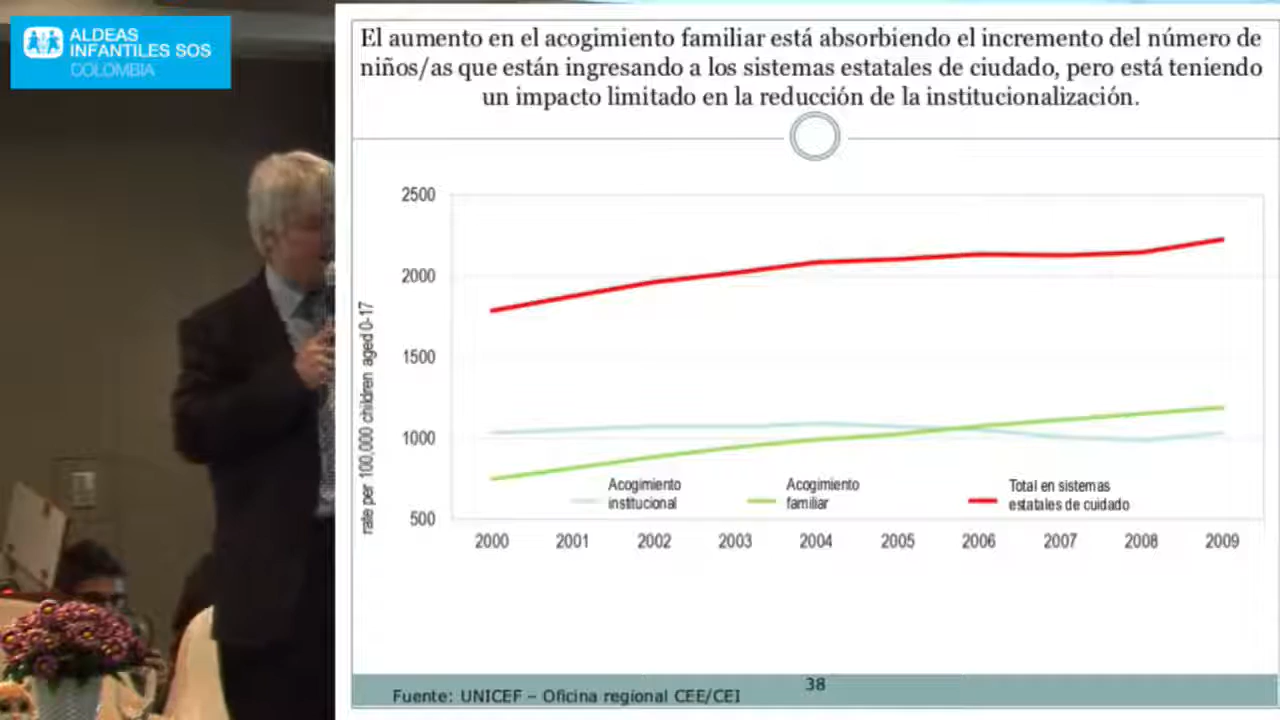 ALDEAS
INFANTILES SOS
COLOMBIA
El aumento en el acogimiento familiar está absorbiendo el incremento del número de
niños/as que están ingresando a los sistemas estatales de ciudado, pero está teniendo
un impacto limitado en la reducción de la institucionalización.
2500
2000
1500
1000
500
rate per 100,000 children aged 0-17
Acogimiento
institucional
Acogimiento
familiar
Total en sistemas
estatales de cuidado
2000 2001 2002 2003 2004 2005 2006 2007 2008 2009
38
Fuente: UNICEF – Oficina regional CEE/CEI